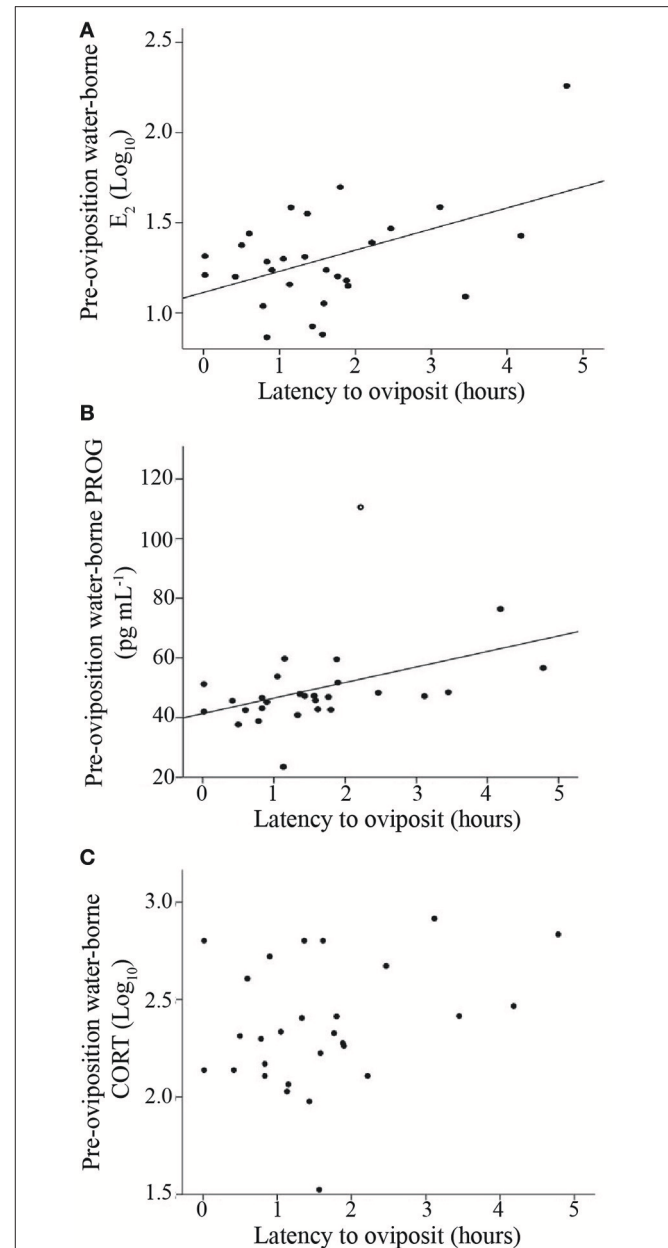 A
Pre-oviposition water-borne
E₂ (Log₁₀)
2.5
2.0
1.5
1.0
0 1 2 3 4 5
Latency to oviposit (hours)
B
Pre-oviposition water-borne PROG
(pg mL⁻¹)
120
100
80
60
40
20
0 1 2 3 4 5
Latency to oviposit (hours)
C
Pre-oviposition water-borne
CORT (Log₁₀)
3.0
2.5
2.0
1.5
0 1 2 3 4 5
Latency to oviposit (hours)